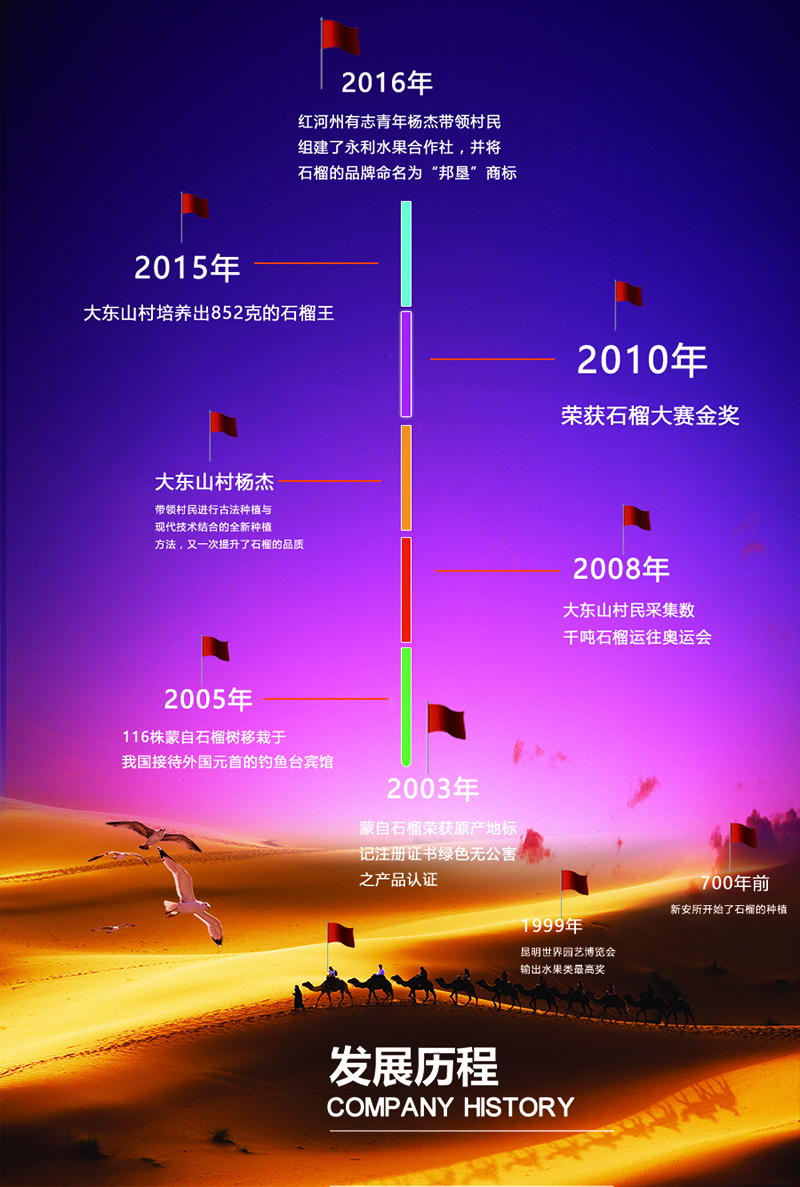 2016年
红河州有志青年杨杰带领村民
组建了永利水果合作社，并将
石榴的品牌命名为“邦垦”商标
2015年
大东山村培养出852克的石榴王
2010年
荣获石榴大赛金奖
大东山村杨杰
带领村民进行古法种植与
现代技术结合的全新种植
方法，又一次提升了石榴的品质
2008年
大东山村民采集数
千吨石榴运往奥运会
2005年
116株蒙自石榴树移栽于
我国接待外国元首的钓鱼台宾馆
2003年
蒙自石榴荣获原产地标
记注册证书绿色无公害
之产品认证
700年前
新安所开始了石榴的种植
1999年
昆明世界园艺博览会
输出水果类最高奖
发展历程
COMPANY HISTORY